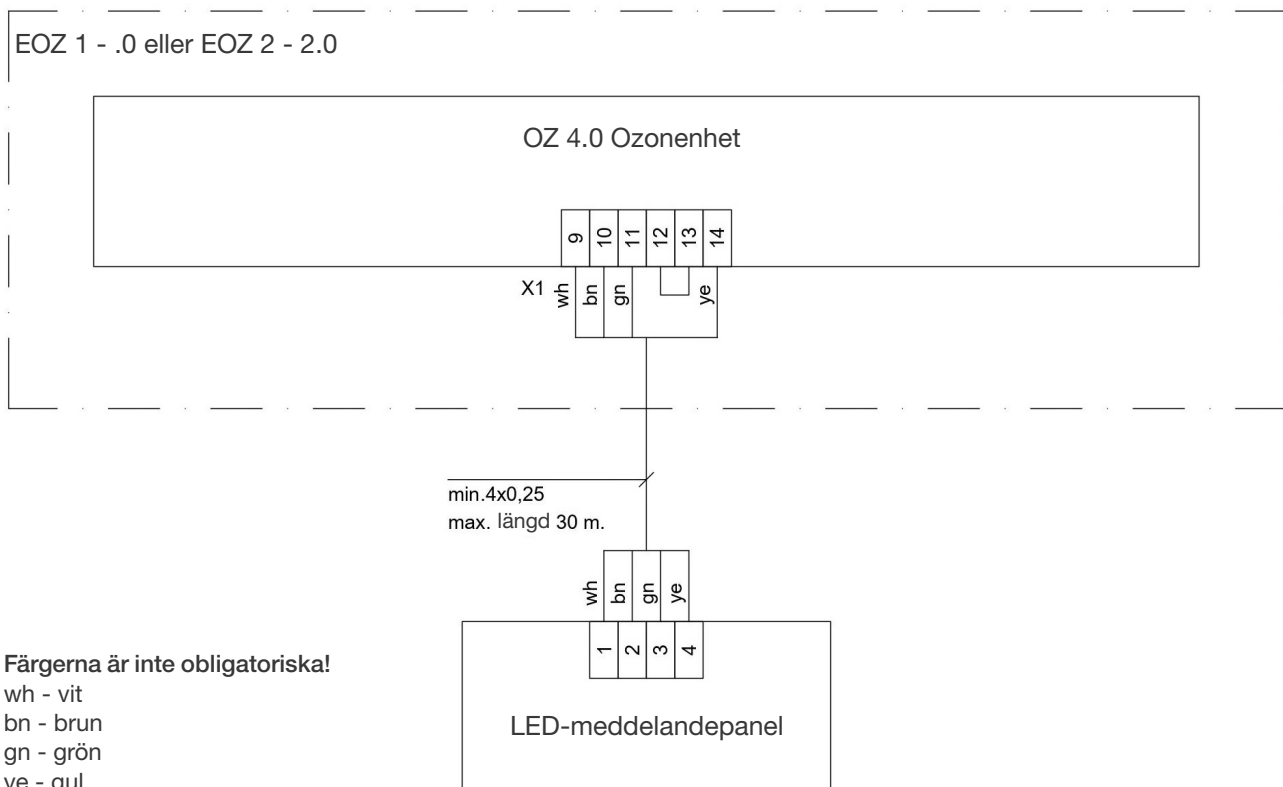 EOZ 1 - .0 eller EOZ 2 - 2.0
OZ 4.0 Ozonenhet
9 10 11 12 13 14
X1 wh bn gn ye
min.4x0,25
max. längd 30 m.
wh bn gn ye
1 2 3 4
LED-meddelandepanel
Färgerna är inte obligatoriska!
wh - vit
bn - brun
gn - grön
ye - gul